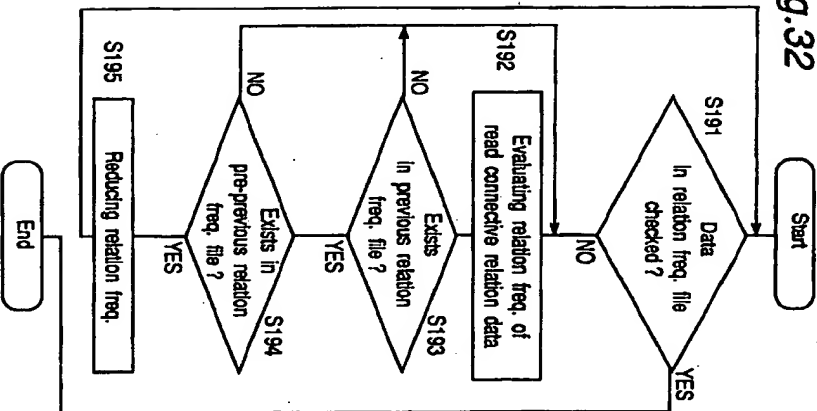 g.32
Start
S191
Data
In relation freq. file
checked ?
YES
NO
S192
Evaluating relation freq. of
read connective relation data
S193
Exists
in previous relation
freq. file ?
NO
YES
S194
Exists in
pre-previous relation
freq. file ?
NO
YES
S195
Reducing relation freq.
End